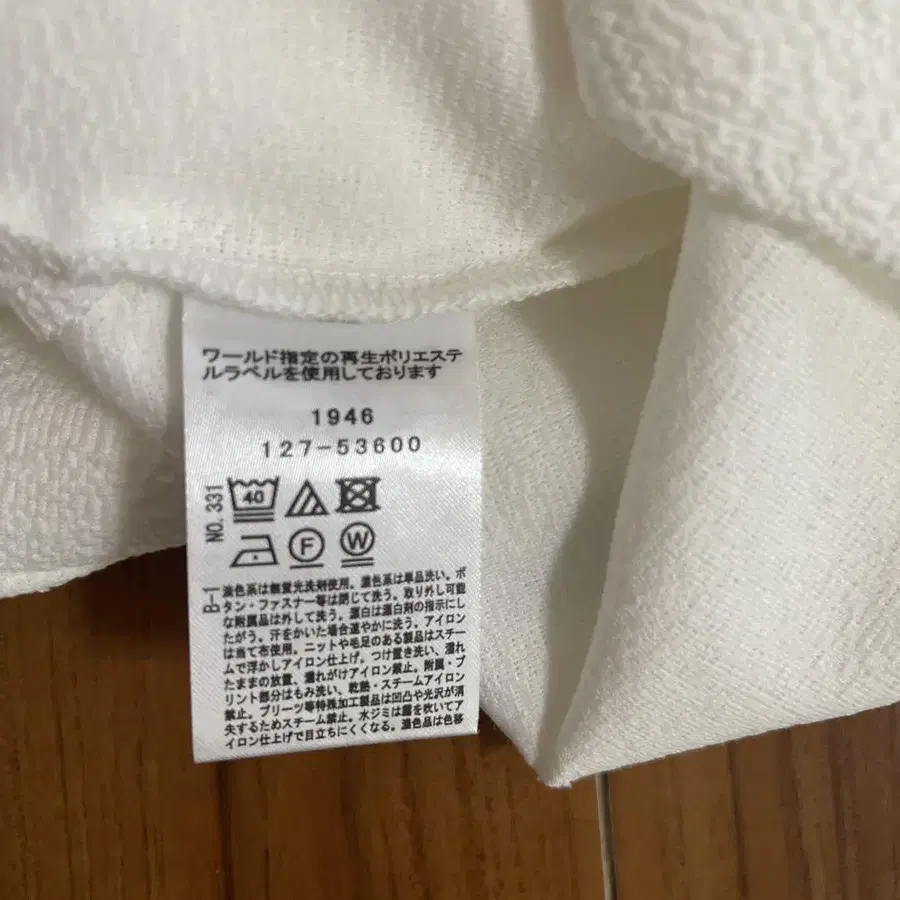 ワールド指定の再生ポリエステ
ルラベルを使用しております
1946
127-53600
NO. 331
40
F
W
B-1
淡色系は無蛍光洗剤使用。濃色系は単品洗い。ボ
タン・ファスナー等は閉じて洗う。取り外し可能
な付属品は外して洗う。漂白は漂白剤の指示にし
たがう。汗をかいた場合速やかに洗う。アイロン
は当て布使用。ニットや毛足のある製品はスチー
ムで浮かしアイロン仕上げ。つけ置き洗い、濡れ
たままの放置、濡れがけアイロン禁止。附属・プ
リント部分はもみ洗い、乾熱・スチームアイロン
禁止。プリーツ等特殊加工製品は凹凸や光沢が消
失するためスチーム禁止。水ジミは霧を吹いてア
イロン仕上げで目立ちにくくなる。濃色品は色移